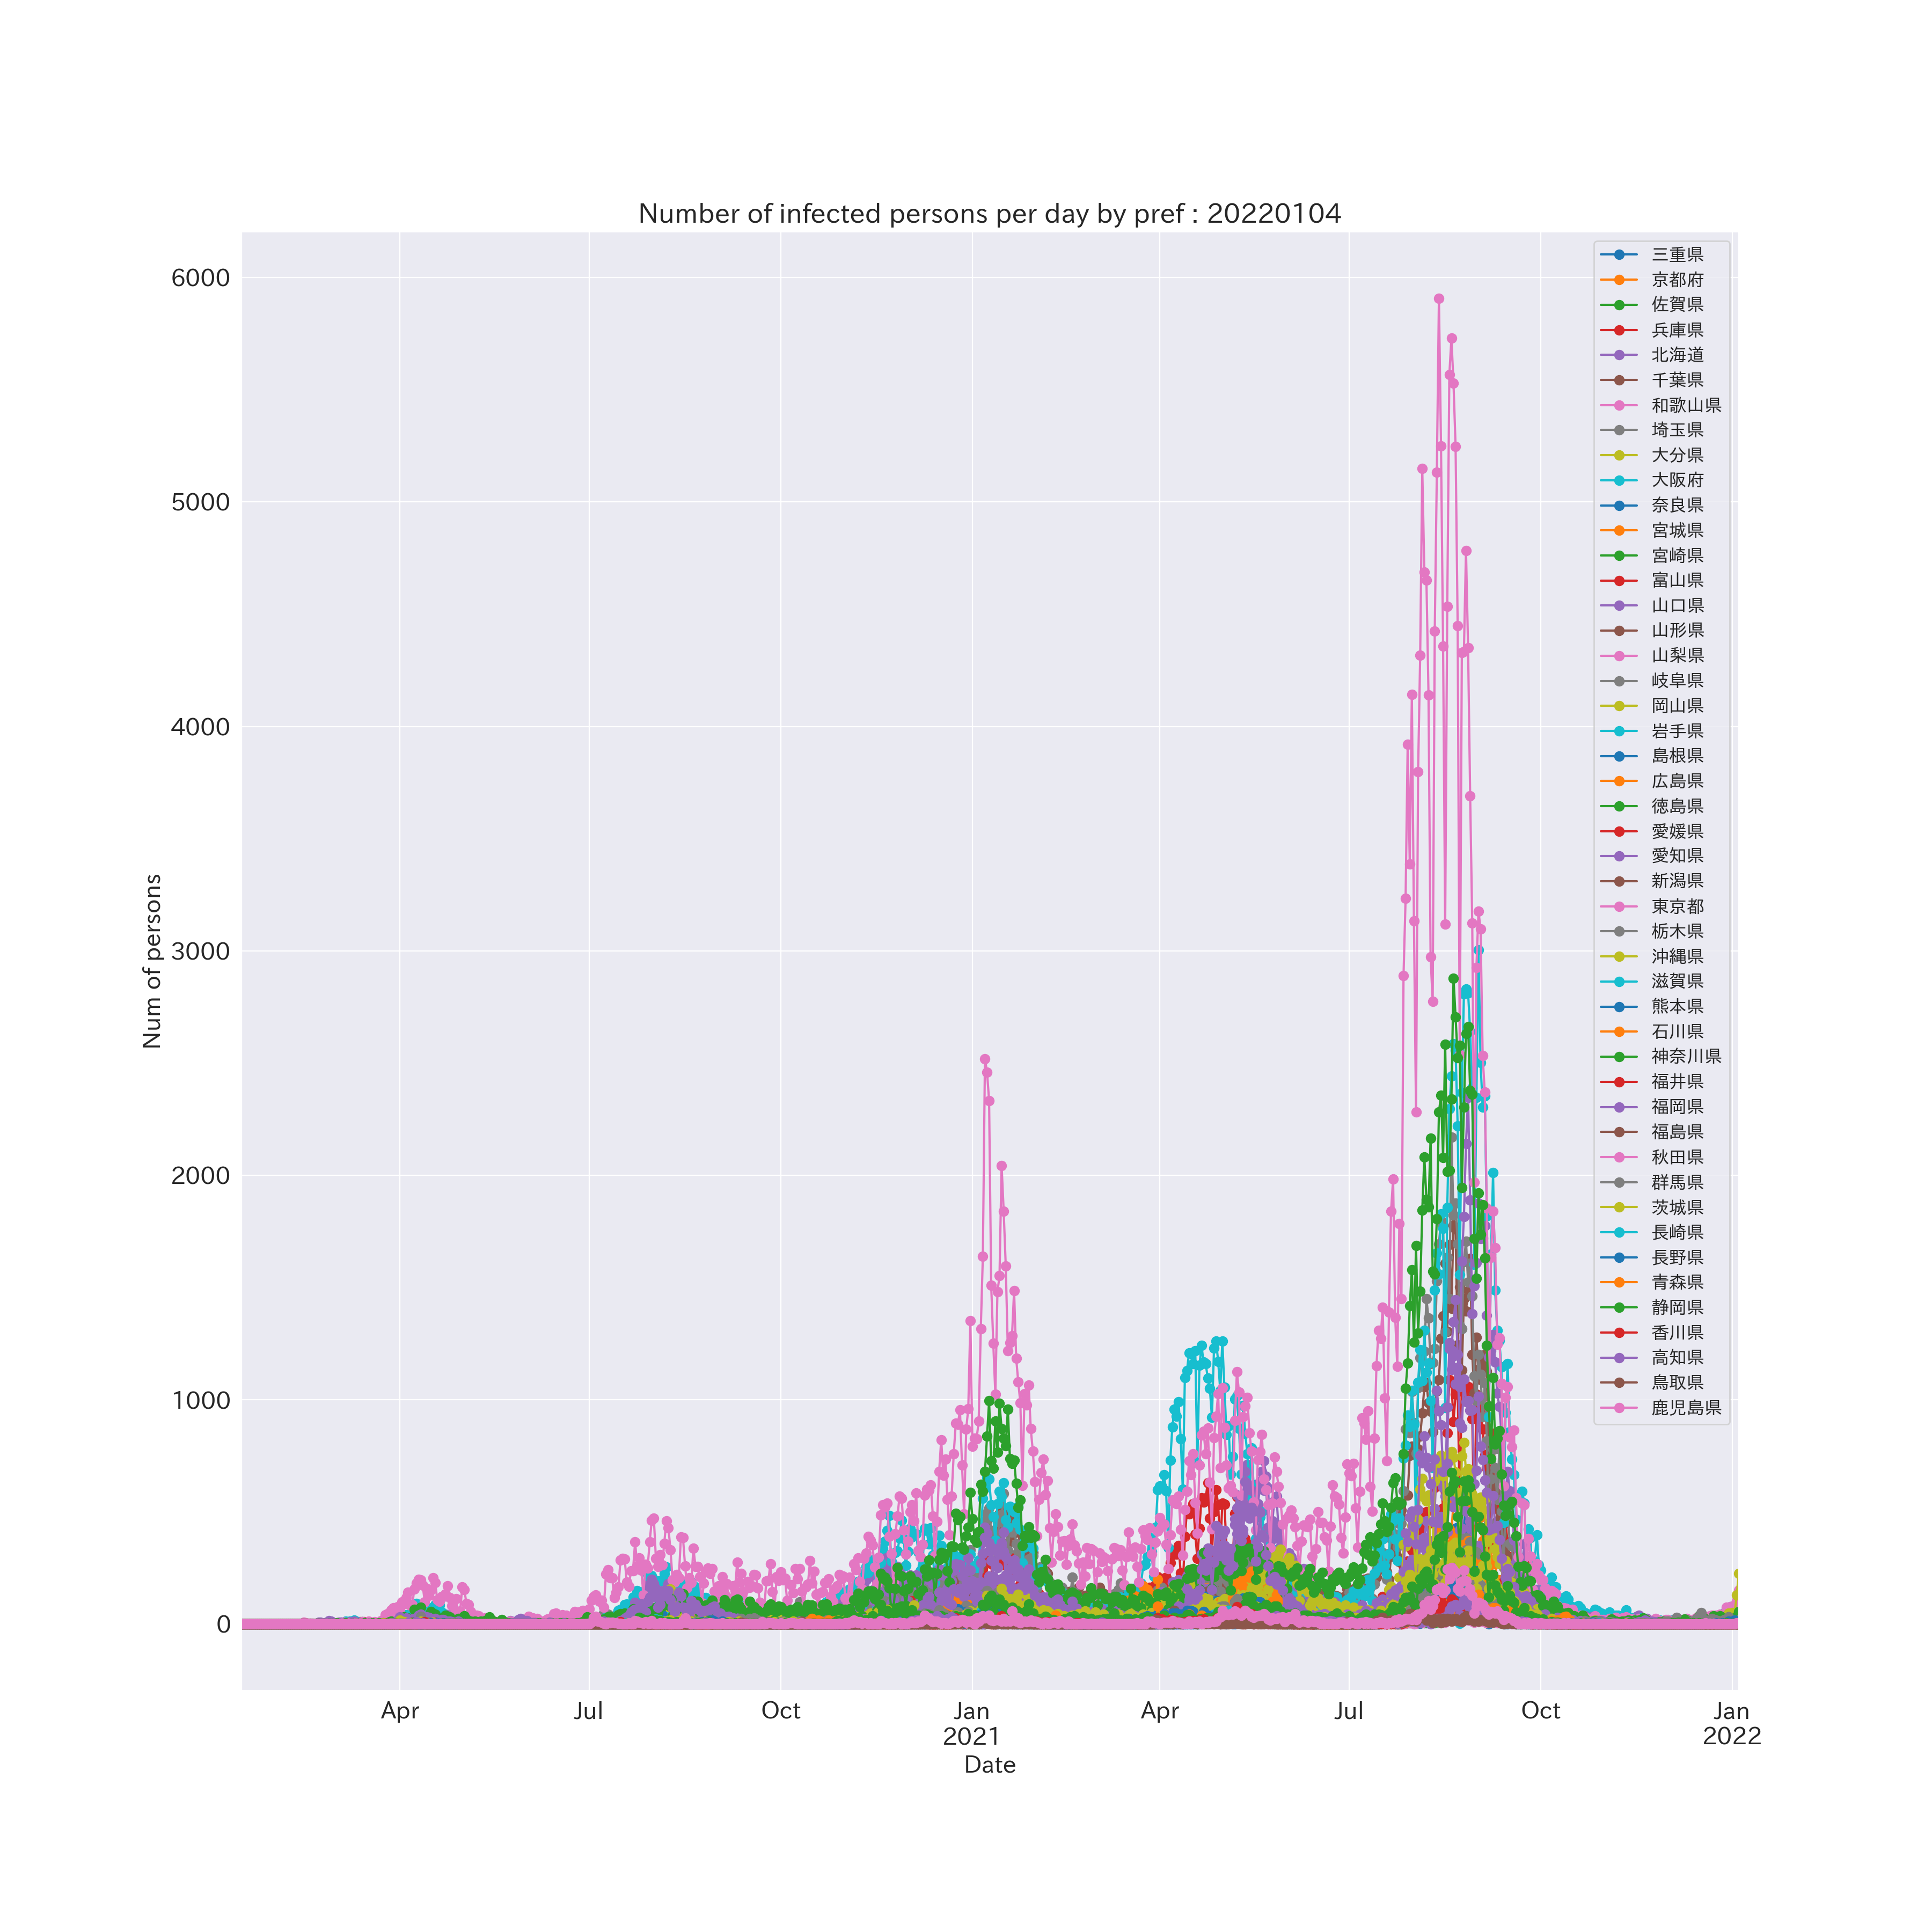 Number of infected persons per day by pref : 20220104
6000
5000
4000
3000
2000
1000
0
Num of persons
Apr
Jul
Oct
Jan
2021
Apr
Jul
Oct
Jan
2022
Date
三重県
京都府
佐賀県
兵庫県
北海道
千葉県
和歌山県
埼玉県
大分県
大阪府
奈良県
宮城県
宮崎県
富山県
山口県
山形県
山梨県
岐阜県
岡山県
岩手県
島根県
広島県
徳島県
愛媛県
愛知県
新潟県
東京都
栃木県
沖縄県
滋賀県
熊本県
石川県
神奈川県
福井県
福岡県
福島県
秋田県
群馬県
茨城県
長崎県
長野県
青森県
静岡県
香川県
高知県
鳥取県
鹿児島県